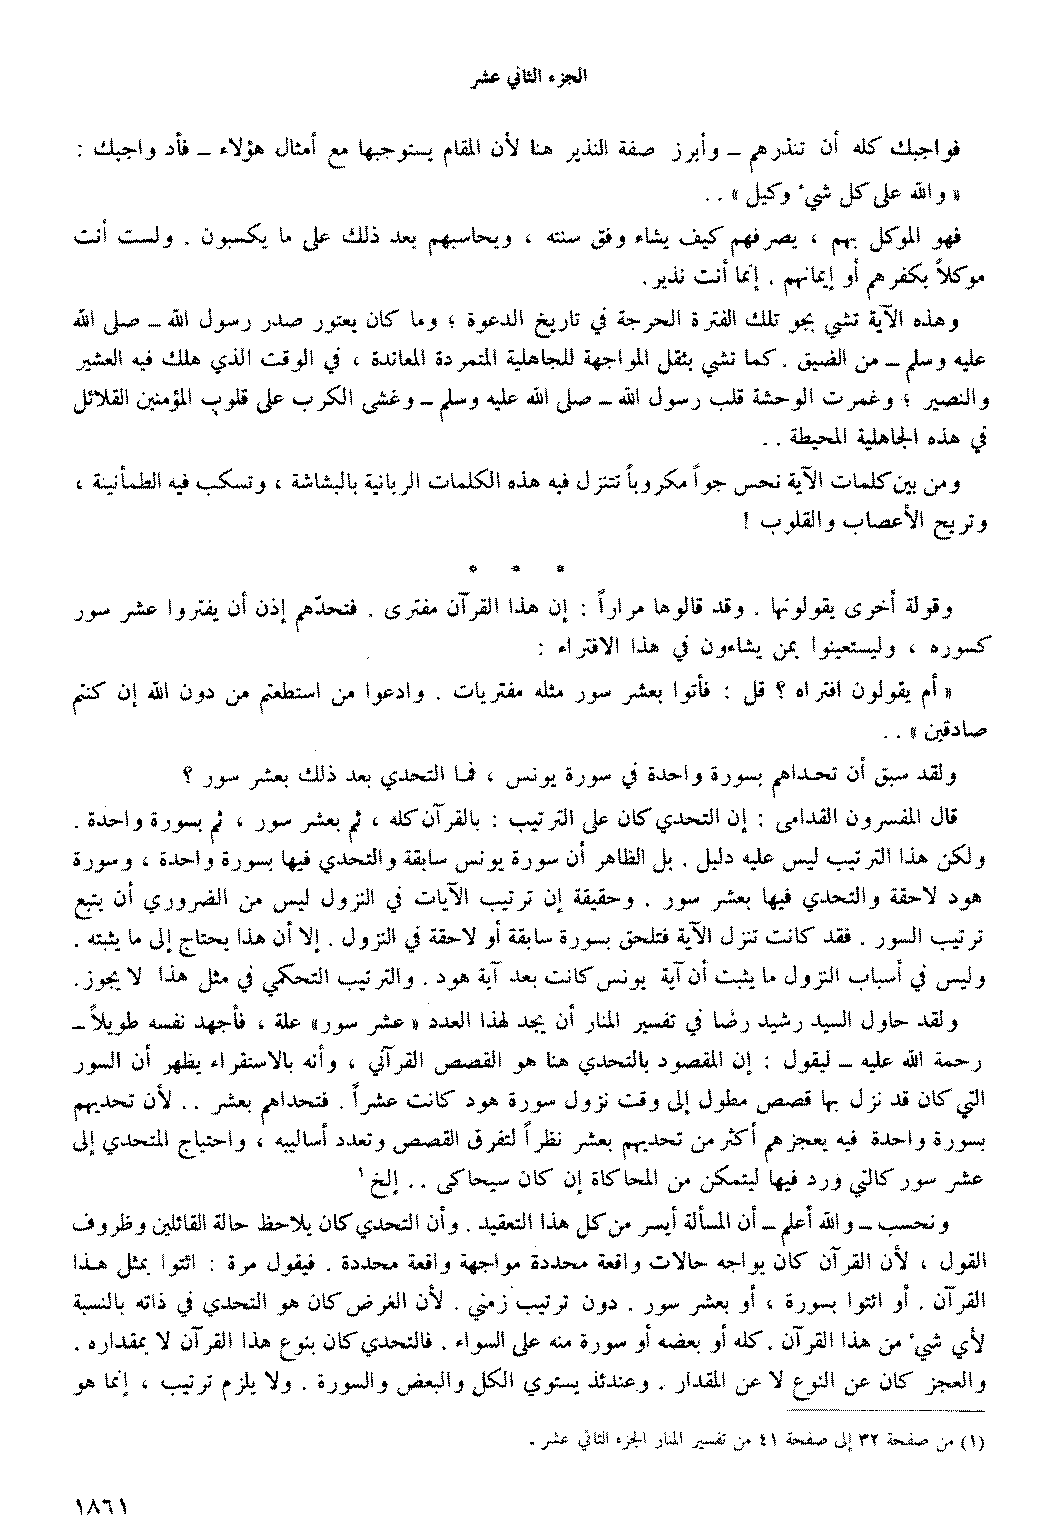 الجزء الثاني عشر
فواجبك كله أن تنذرهم – وأبرز صفة النذير هنا لأن المقام يستوجبها مع أمثال هؤلاء – فأد واجبك :
« والله على كل شيء وكيل » . .
فهو الموكل بهم ، يصرفهم كيف يشاء وفق سنته ، ويحاسبهم بعد ذلك على ما يكسبون . ولست أنت
موكلاً بكفرهم أو إيمانهم . إنما أنت نذير .
وهذه الآية تشي بجو تلك الفترة الحرجة في تاريخ الدعوة ؛ وما كان يعتور صدر رسول الله – صلى الله
عليه وسلم – من الضيق . كما تشي بثقل المواجهة للجاهلية المتمردة المعاندة ، في الوقت الذي هلك فيه العشير
والنصير ؛ وغمرت الوحشة قلب رسول الله – صلى الله عليه وسلم – وغشى الكرب على قلوب المؤمنين القلائل
في هذه الجاهلية المحيطة . .
ومن بين كلمات الآية نحس جواً مكروباً تتنزل فيه هذه الكلمات الربانية بالبشاشة ، وتسكب فيه الطمأنينة ،
وتريح الأعصاب والقلوب !
* * *
وقولة أخرى يقولونها . وقد قالوها مراراً : إن هذا القرآن مفترى . فتحدّهم إذن أن يفتروا عشر سور
كسوره ، وليستعينوا بمن يشاءون في هذا الافتراء :
« أم يقولون افتراه ؟ قل : فأتوا بعشر سور مثله مفتريات . وادعوا من استطعتم من دون الله إن كنتم
صادقين » . .
ولقد سبق أن تحداهم بسورة واحدة في سورة يونس ، فما التحدي بعد ذلك بعشر سور ؟
قال المفسرون القدامى : إن التحدي كان على الترتيب : بالقرآن كله ، ثم بعشر سور ، ثم بسورة واحدة .
ولكن هذا الترتيب ليس عليه دليل . بل الظاهر أن سورة يونس سابقة والتحدي فيها بسورة واحدة ، وسورة
هود لاحقة والتحدي فيها بعشر سور . وحقيقة إن ترتيب الآيات في النزول ليس من الضروري أن يتبع
ترتيب السور . فقد كانت تنزل الآية فتلحق بسورة سابقة أو لاحقة في النزول . إلا أن هذا يحتاج إلى ما يثبته .
وليس في أسباب النزول ما يثبت أن آية يونس كانت بعد آية هود . والترتيب التحكمي في مثل هذا لا يجوز .
ولقد حاول السيد رشيد رضا في تفسير المنار أن يجد لهذا العدد « عشر سور» علة ، فأجهد نفسه طويلاً –
رحمة الله عليه – ليقول : إن المقصود بالتحدي هنا هو القصص القرآني ، وأنه بالاستقراء يظهر أن السور
التي كان قد نزل بها قصص مطول إلى وقت نزول سورة هود كانت عشراً . فتحداهم بعشر .. لأن تحديهم
بسورة واحدة فيه يعجزهم أكثر من تحديهم بعشر نظراً لتفرق القصص وتعدد أساليبه ، واحتياج المتحدي إلى
عشر سور كالتي ورد فيها ليتمكن من المحاكاة إن كان سيحاكى .. إلخ ١
ونحسب – والله أعلم – أن المسألة أيسر من كل هذا التعقيد . وأن التحدي كان يلاحظ حالة القائلين وظروف
القول ، لأن القرآن كان يواجه حالات واقعة محددة مواجهة واقعة محددة . فيقول مرة : ائتوا بمثل هذا
القرآن . أو ائتوا بسورة ، أو بعشر سور . دون ترتيب زمني . لأن الغرض كان هو التحدي في ذاته بالنسبة
لأي شيء من هذا القرآن . كله أو بعضه أو سورة منه على السواء . فالتحدي كان بنوع هذا القرآن لا بمقداره .
والعجز كان عن النوع لا عن المقدار . وعندئذ يستوي الكل والبعض والسورة . ولا يلزم ترتيب ، إنما هو
(١) من صفحة ٣٢ إلى صفحة ٤١ من تفسير المنار الجزء الثاني عشر .
١٨٦١